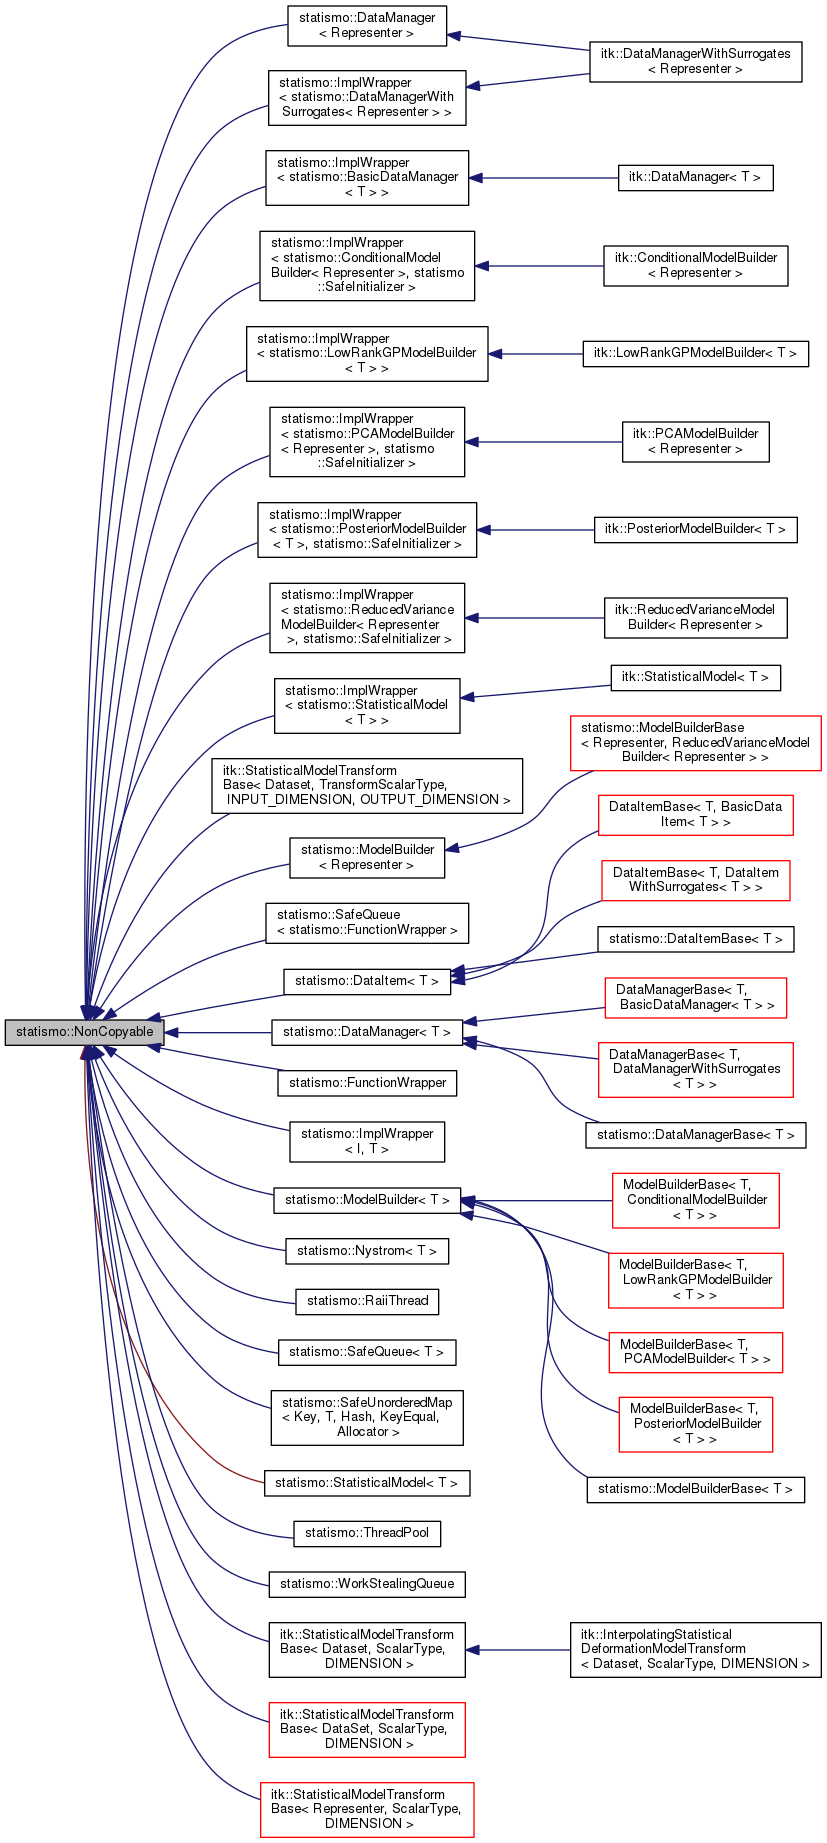 statismo::DataManager
< Representer >
itk::DataManagerWithSurrogates
< Representer >
statismo::ImplWrapper
< statismo::DataManagerWith
Surrogates< Representer > >
statismo::ImplWrapper
< statismo::BasicDataManager
< T > >
itk::DataManager< T >
statismo::ImplWrapper
< statismo::ConditionalModel
Builder< Representer >, statismo
::SafeInitializer >
itk::ConditionalModelBuilder
< Representer >
statismo::ImplWrapper
< statismo::LowRankGPModelBuilder
< T > >
itk::LowRankGPModelBuilder< T >
statismo::ImplWrapper
< statismo::PCAModelBuilder
< Representer >, statismo
::SafeInitializer >
itk::PCAModelBuilder
< Representer >
statismo::ImplWrapper
< statismo::PosteriorModelBuilder
< T >, statismo::SafeInitializer >
itk::PosteriorModelBuilder< T >
statismo::ImplWrapper
< statismo::ReducedVariance
ModelBuilder< Representer
>, statismo::SafeInitializer >
itk::ReducedVarianceModel
Builder< Representer >
statismo::ImplWrapper
< statismo::StatisticalModel
< T > >
itk::StatisticalModel< T >
statismo::ModelBuilderBase
< Representer, ReducedVarianceModel
Builder< Representer > >
itk::StatisticalModelTransform
Base< Dataset, TransformScalarType,
INPUT_DIMENSION, OUTPUT_DIMENSION >
DataItemBase< T, BasicData
Item< T > >
statismo::ModelBuilder
< Representer >
DataItemBase< T, DataItem
WithSurrogates< T > >
statismo::SafeQueue
< statismo::FunctionWrapper >
statismo::DataItemBase< T >
statismo::DataItem< T >
DataManagerBase< T,
BasicDataManager< T > >
statismo::NonCopyable
statismo::DataManager< T >
DataManagerBase< T,
DataManagerWithSurrogates
< T > >
statismo::FunctionWrapper
statismo::DataManagerBase< T >
statismo::ImplWrapper
< I, T >
statismo::ModelBuilder< T >
ModelBuilderBase< T,
ConditionalModelBuilder
< T > >
statismo::Nystrom< T >
ModelBuilderBase< T,
LowRankGPModelBuilder
< T > >
statismo::RaiiThread
statismo::SafeQueue< T >
ModelBuilderBase< T,
PCAModelBuilder< T > >
statismo::SafeUnorderedMap
< Key, T, Hash, KeyEqual,
Allocator >
ModelBuilderBase< T,
PosteriorModelBuilder
< T > >
statismo::StatisticalModel< T >
statismo::ModelBuilderBase< T >
statismo::ThreadPool
statismo::WorkStealingQueue
itk::StatisticalModelTransform
Base< Dataset, ScalarType,
DIMENSION >
itk::InterpolatingStatistical
DeformationModelTransform
< Dataset, ScalarType, DIMENSION >
itk::StatisticalModelTransform
Base< DataSet, ScalarType,
DIMENSION >
itk::StatisticalModelTransform
Base< Representer, ScalarType,
DIMENSION >